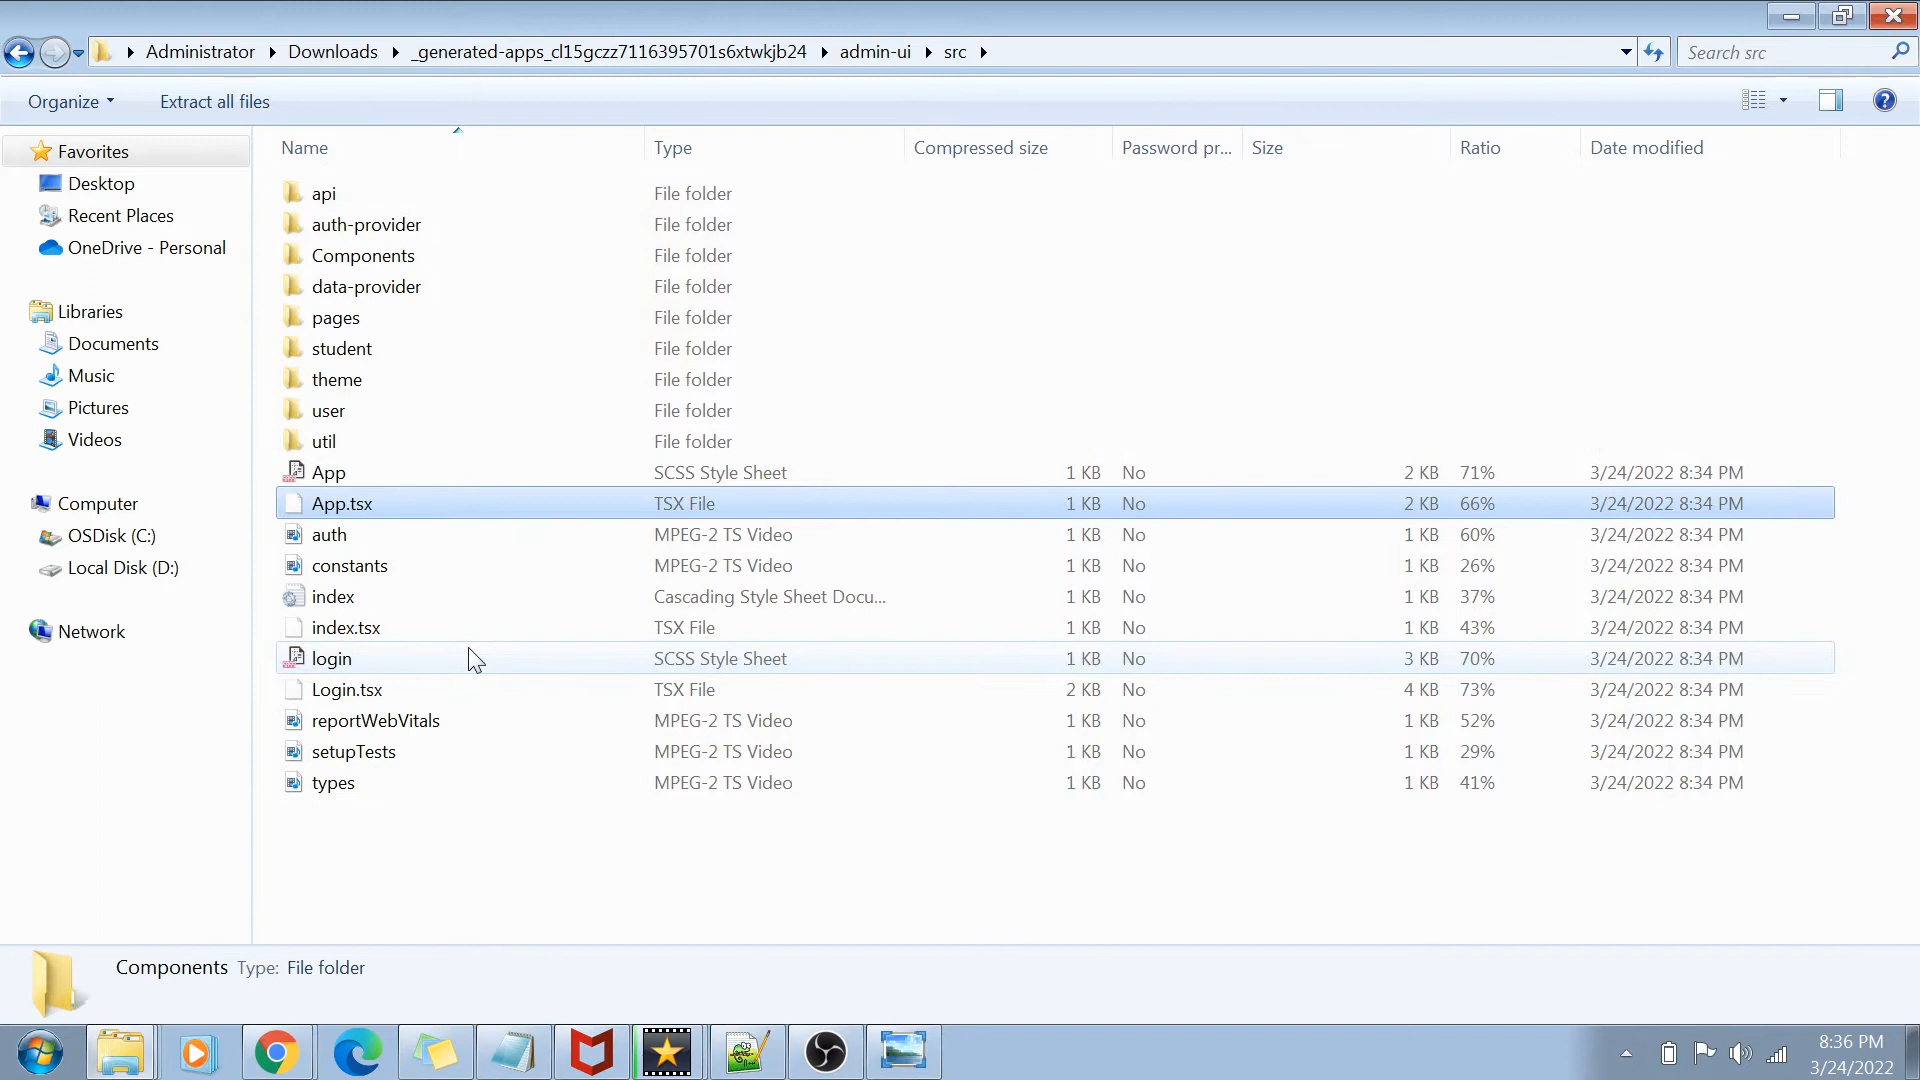 Administrator Downloads _generated-apps_cl15gczz7116395701s6xtwkjb24 admin-ui src Search src
Organize Extract all files
Name Type Compressed size Password pr... Size Ratio Date modified
Favorites
Desktop
Recent Places
OneDrive - Personal
Libraries
Documents
Music
Pictures
Videos
Computer
OSDisk (C:)
Local Disk (D:)
Network
api File folder
auth-provider File folder
Components File folder
data-provider File folder
pages File folder
student File folder
theme File folder
user File folder
util File folder
App SCSS Style Sheet 1 KB No 2 KB 71% 3/24/2022 8:34 PM
App.tsx TSX File 1 KB No 2 KB 66% 3/24/2022 8:34 PM
auth MPEG-2 TS Video 1 KB No 1 KB 60% 3/24/2022 8:34 PM
constants MPEG-2 TS Video 1 KB No 1 KB 26% 3/24/2022 8:34 PM
index Cascading Style Sheet Docu... 1 KB No 1 KB 37% 3/24/2022 8:34 PM
index.tsx TSX File 1 KB No 1 KB 43% 3/24/2022 8:34 PM
login SCSS Style Sheet 1 KB No 3 KB 70% 3/24/2022 8:34 PM
Login.tsx TSX File 2 KB No 4 KB 73% 3/24/2022 8:34 PM
reportWebVitals MPEG-2 TS Video 1 KB No 1 KB 52% 3/24/2022 8:34 PM
setupTests MPEG-2 TS Video 1 KB No 1 KB 29% 3/24/2022 8:34 PM
types MPEG-2 TS Video 1 KB No 1 KB 41% 3/24/2022 8:34 PM
Components Type: File folder
8:36 PM
3/24/2022